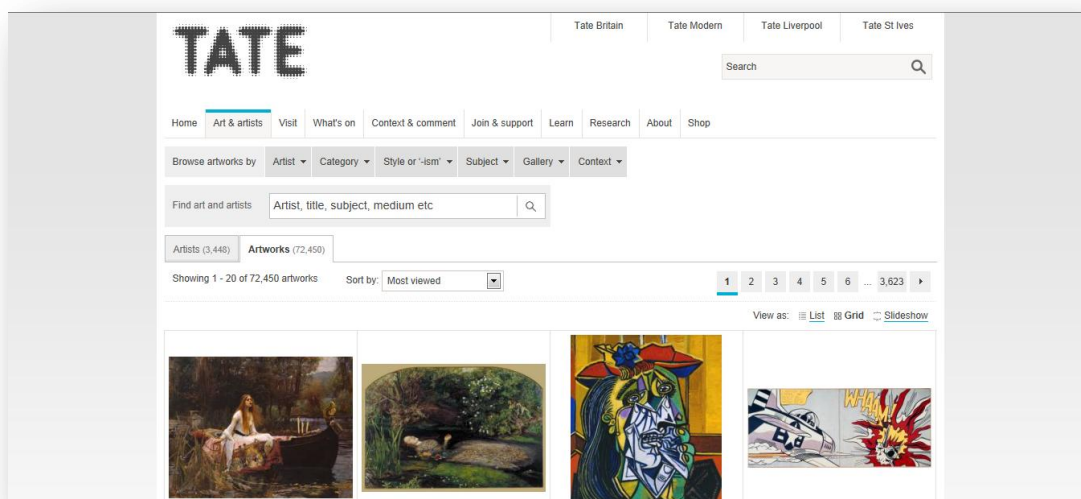 TATE
Tate Britain Tate Modern Tate Liverpool Tate St Ives
Search
Home Art & artists Visit What's on Context & comment Join & support Learn Research About Shop
Browse artworks by Artist Category Style or '-ism' Subject Gallery Context
Find art and artists Artist, title, subject, medium etc
Artists (3,448) Artworks (72,450)
Showing 1 - 20 of 72,450 artworks Sort by: Most viewed 1 2 3 4 5 6 ... 3,623
View as: List Grid Slideshow
WHAAM!